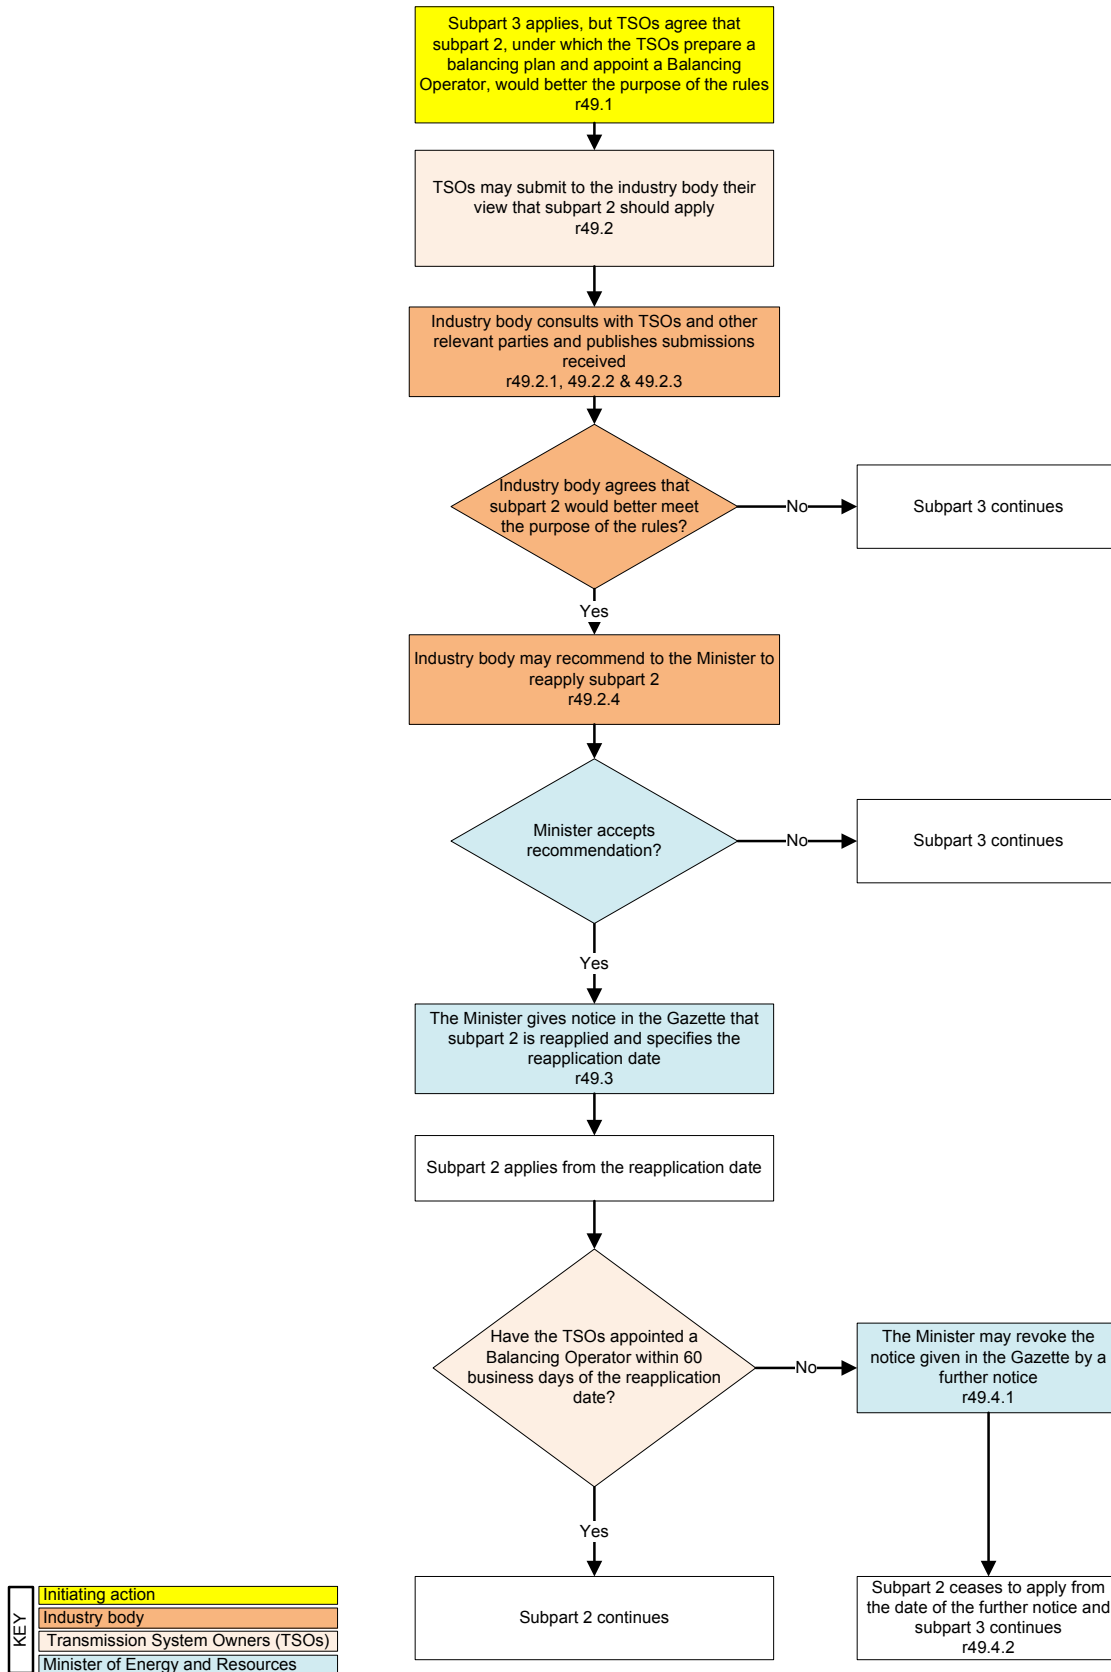 Subpart 3 applies, but TSOs agree that
subpart 2, under which the TSOs prepare a
balancing plan and appoint a Balancing
Operator, would better the purpose of the rules
r49.1
TSOs may submit to the industry body their
view that subpart 2 should apply
r49.2
Industry body consults with TSOs and other
relevant parties and publishes submissions
received
r49.2.1, 49.2.2 & 49.2.3
Industry body agrees that
subpart 2 would better meet
the purpose of the rules?
No
Subpart 3 continues
Yes
Industry body may recommend to the Minister to
reapply subpart 2
r49.2.4
Minister accepts
recommendation?
No
Subpart 3 continues
Yes
The Minister gives notice in the Gazette that
subpart 2 is reapplied and specifies the
reapplication date
r49.3
Subpart 2 applies from the reapplication date
Have the TSOs appointed a
Balancing Operator within 60
business days of the reapplication
date?
No
The Minister may revoke the
notice given in the Gazette by a
further notice
r49.4.1
Yes
Subpart 2 continues
Subpart 2 ceases to apply from
the date of the further notice and
subpart 3 continues
r49.4.2
KEY
Initiating action
Industry body
Transmission System Owners (TSOs)
Minister of Energy and Resources